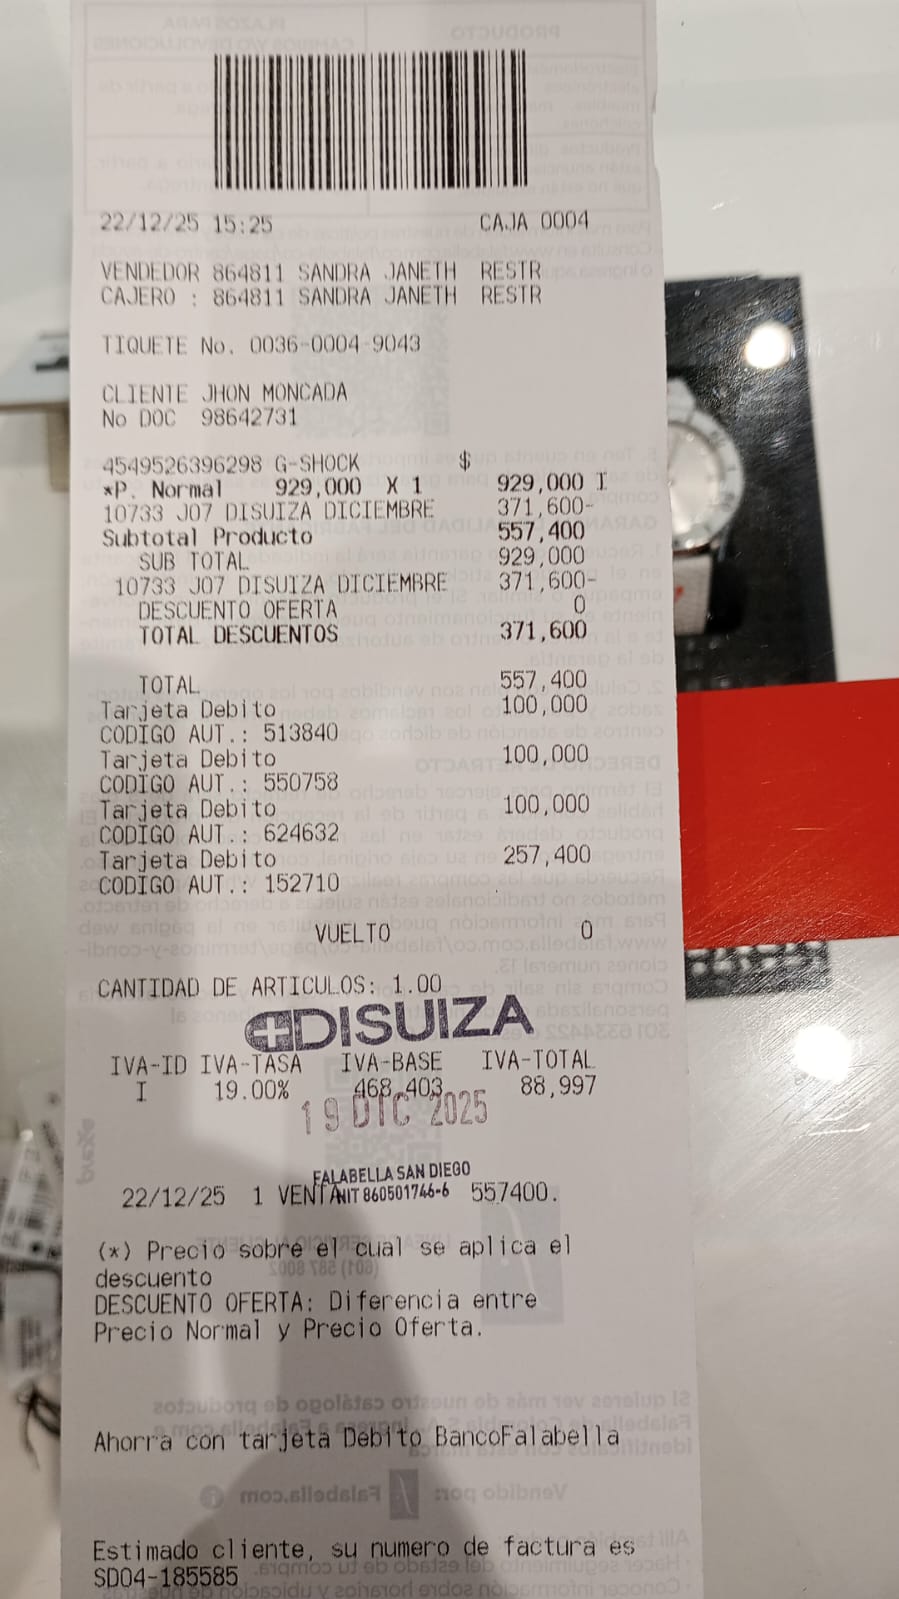 22/12/25 15:25 CAJA 0004
VENDEDOR 864811 SANDRA JANETH RESTR
CAJERO : 864811 SANDRA JANETH RESTR
TIQUETE No. 0036-0004-9043
CLIENTE JHON MONCADA
No DOC 98642731
4549526396298 G-SHOCK $
*P. Normal 929,000 X 1 929,000 I
10733 J07 DISUIZA DICIEMBRE 371,600-
Subtotal Producto 557,400
SUB TOTAL 929,000
10733 J07 DISUIZA DICIEMBRE 371,600-
DESCUENTO OFERTA 0
TOTAL DESCUENTOS 371,600
TOTAL 557,400
Tarjeta Debito 100,000
CODIGO AUT.: 513840
Tarjeta Debito 100,000
CODIGO AUT.: 550758
Tarjeta Debito 100,000
CODIGO AUT.: 624632
Tarjeta Debito 257,400
CODIGO AUT.: 152710
VUELTO 0
CANTIDAD DE ARTICULOS: 1.00
DISUIZA
IVA-ID IVA-TASA IVA-BASE IVA-TOTAL
I 19.00% 468,403 88,997
19 DIC 2025
FALABELLA SAN DIEGO
22/12/25 1 VENTA NIT 860501746-6 557400.
(*) Precio sobre el cual se aplica el
descuento
DESCUENTO OFERTA: Diferencia entre
Precio Normal y Precio Oferta.
Ahorra con tarjeta Debito BancoFalabella
Estimado cliente, su numero de factura es
SD04-185585